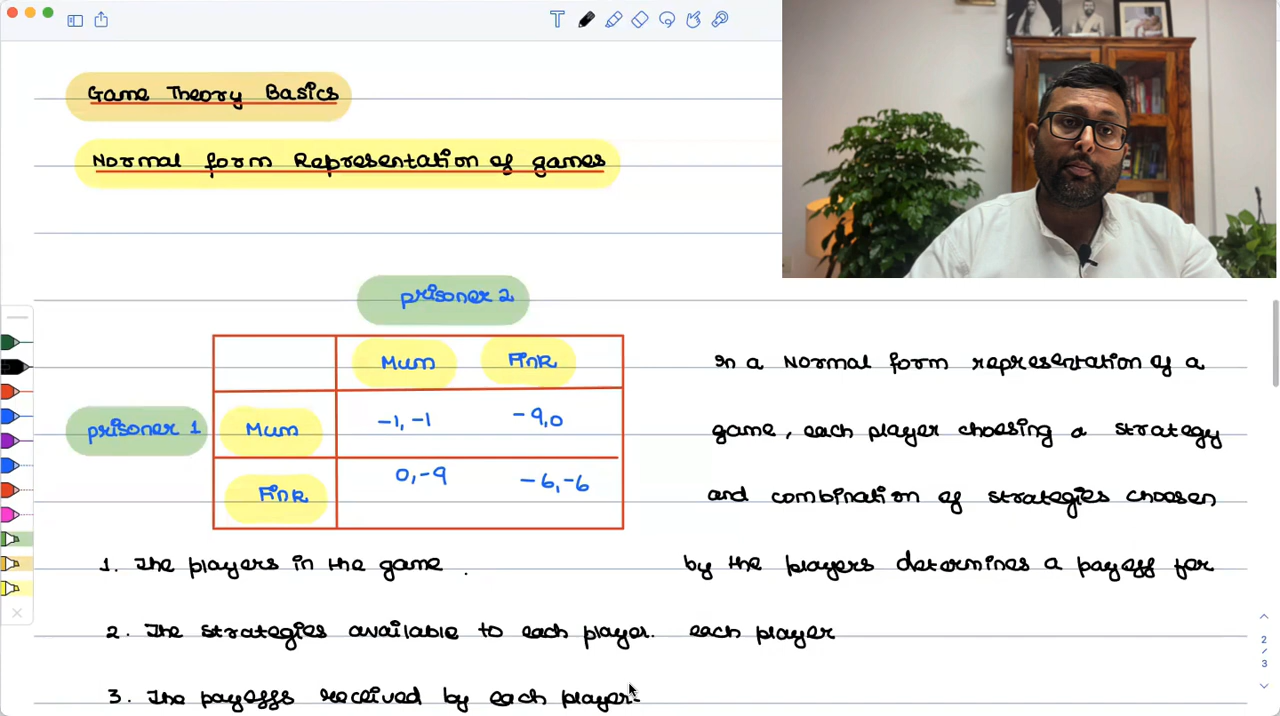 Game Theory Basics
Normal form Representation of games
prisoner 2
Mum Fink
prisoner 1
Mum -1, -1 -9,0
Fink 0, -9 -6, -6
In a Normal form representation of a
game, each player choosing a strategy
and combination of strategies choosen
by the players determines a payoff for
each player
1. The players in the game.
2. The strategies available to each player.
3. The payoffs received by each player.
2
/
3